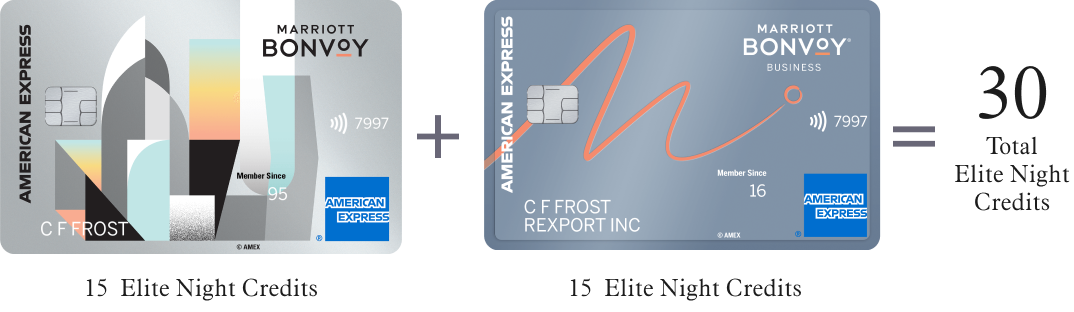 AMERICAN EXPRESS
MARRIOTT
BONVOY
7997
Member Since
95
C F FROST
AMERICAN
EXPRESS
®
© AMEX
15 Elite Night Credits
+
AMERICAN EXPRESS
MARRIOTT
BONVOY®
BUSINESS
7997
Member Since
16
C F FROST
REXPORT INC
AMERICAN
EXPRESS
®
© AMEX
15 Elite Night Credits
=
30
Total
Elite Night
Credits